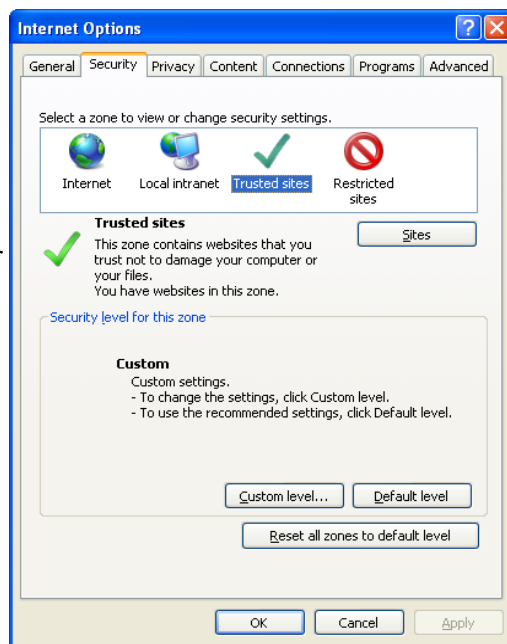 Internet Options
General Security Privacy Content Connections Programs Advanced
Select a zone to view or change security settings.
Internet Local intranet Trusted sites Restricted
sites
Trusted sites
Sites
This zone contains websites that you
trust not to damage your computer or
your files.
You have websites in this zone.
Security level for this zone
Custom
Custom settings.
- To change the settings, click Custom level.
- To use the recommended settings, click Default level.
Custom level... Default level
Reset all zones to default level
OK Cancel Apply